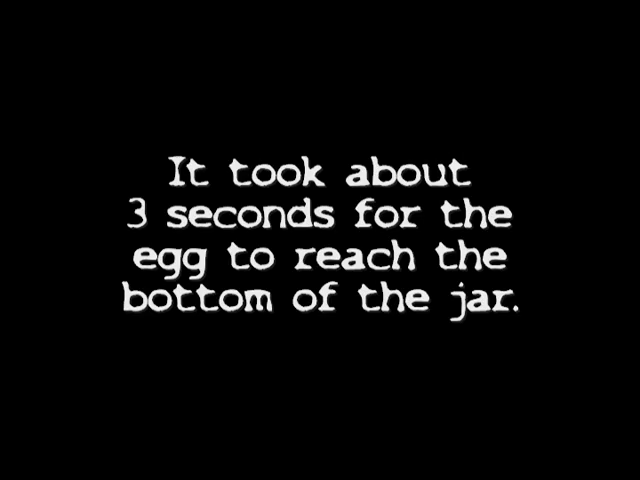 It took about
3 seconds for the
egg to reach the
bottom of the jar.